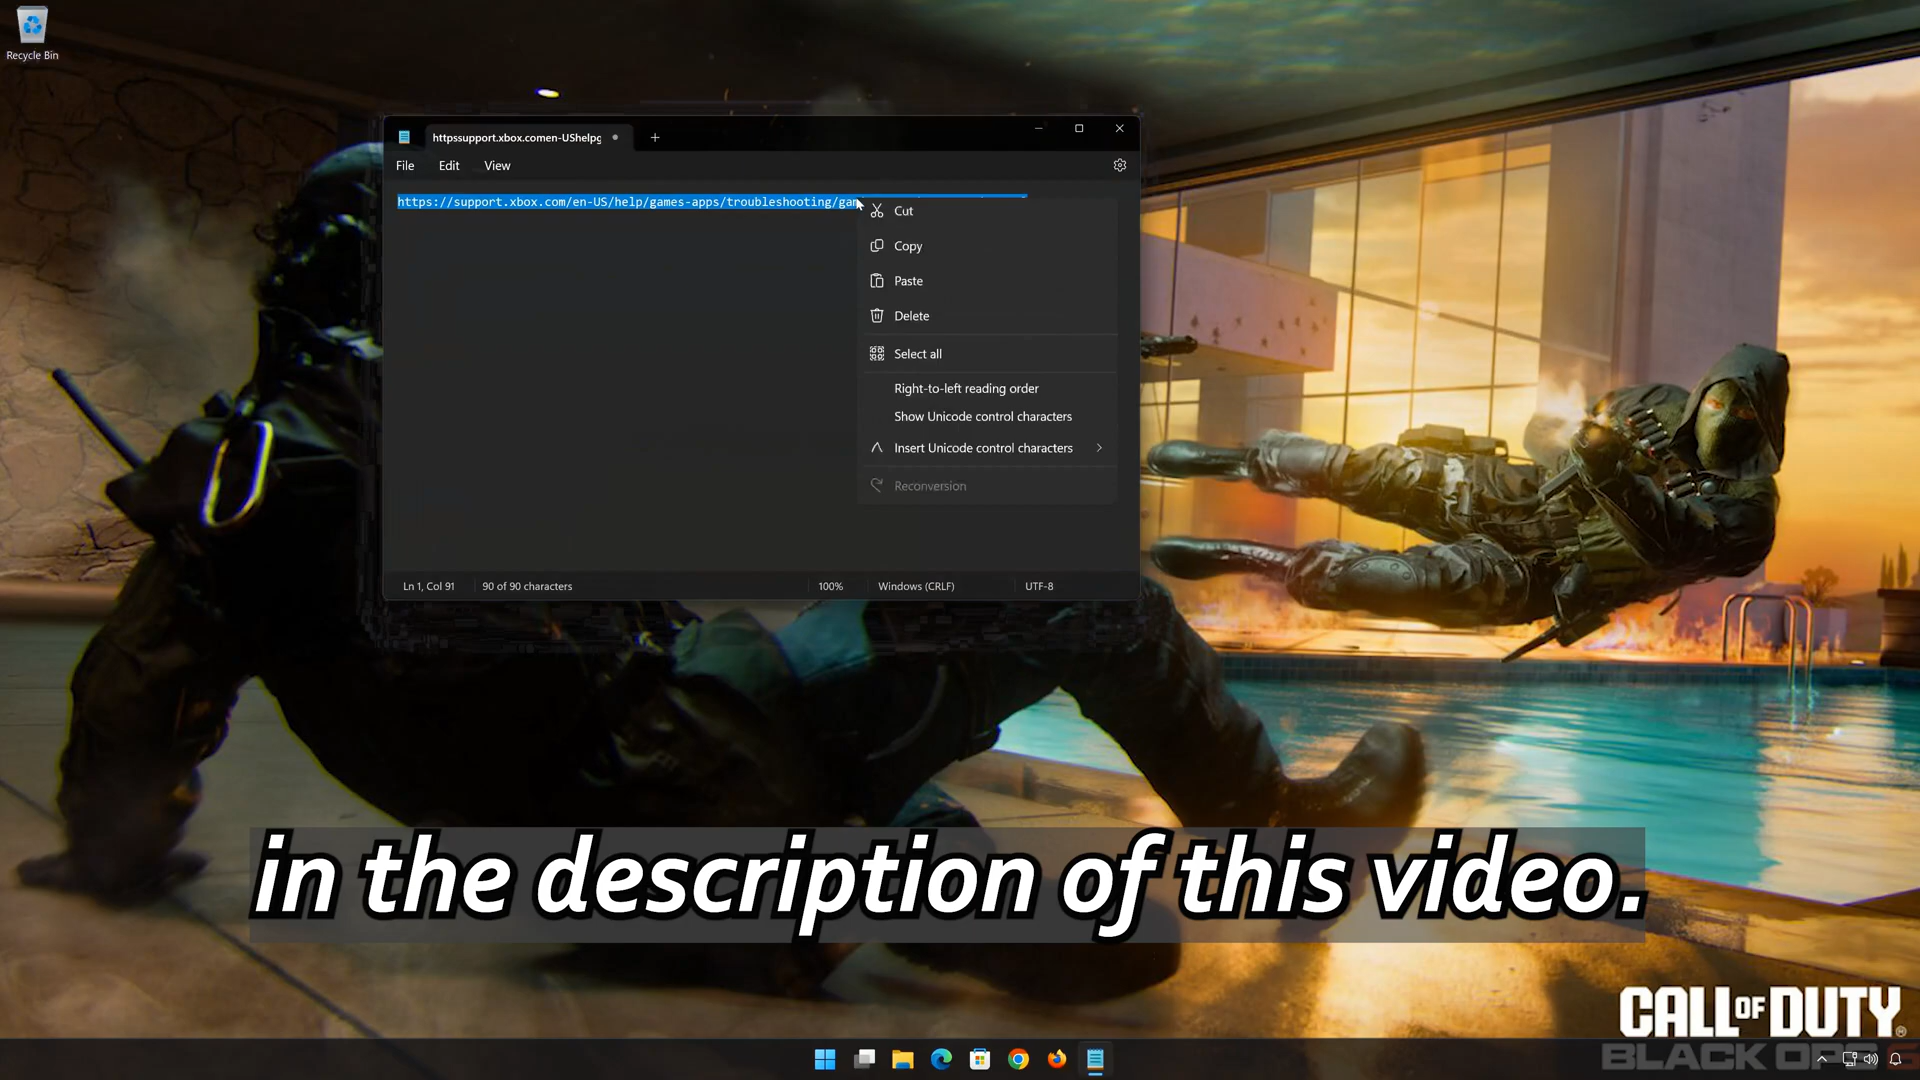 Recycle Bin
httpssupport.xbox.comen-UShelpg
File
Edit
View
https://support.xbox.com/en-US/help/games-apps/troubleshooting/gam
Cut
Copy
Paste
Delete
Select all
Right-to-left reading order
Show Unicode control characters
Insert Unicode control characters
Reconversion
Ln 1, Col 91
90 of 90 characters
100%
Windows (CRLF)
UTF-8
in the description of this video.
CALL OF DUTY
BLACK OPS 6